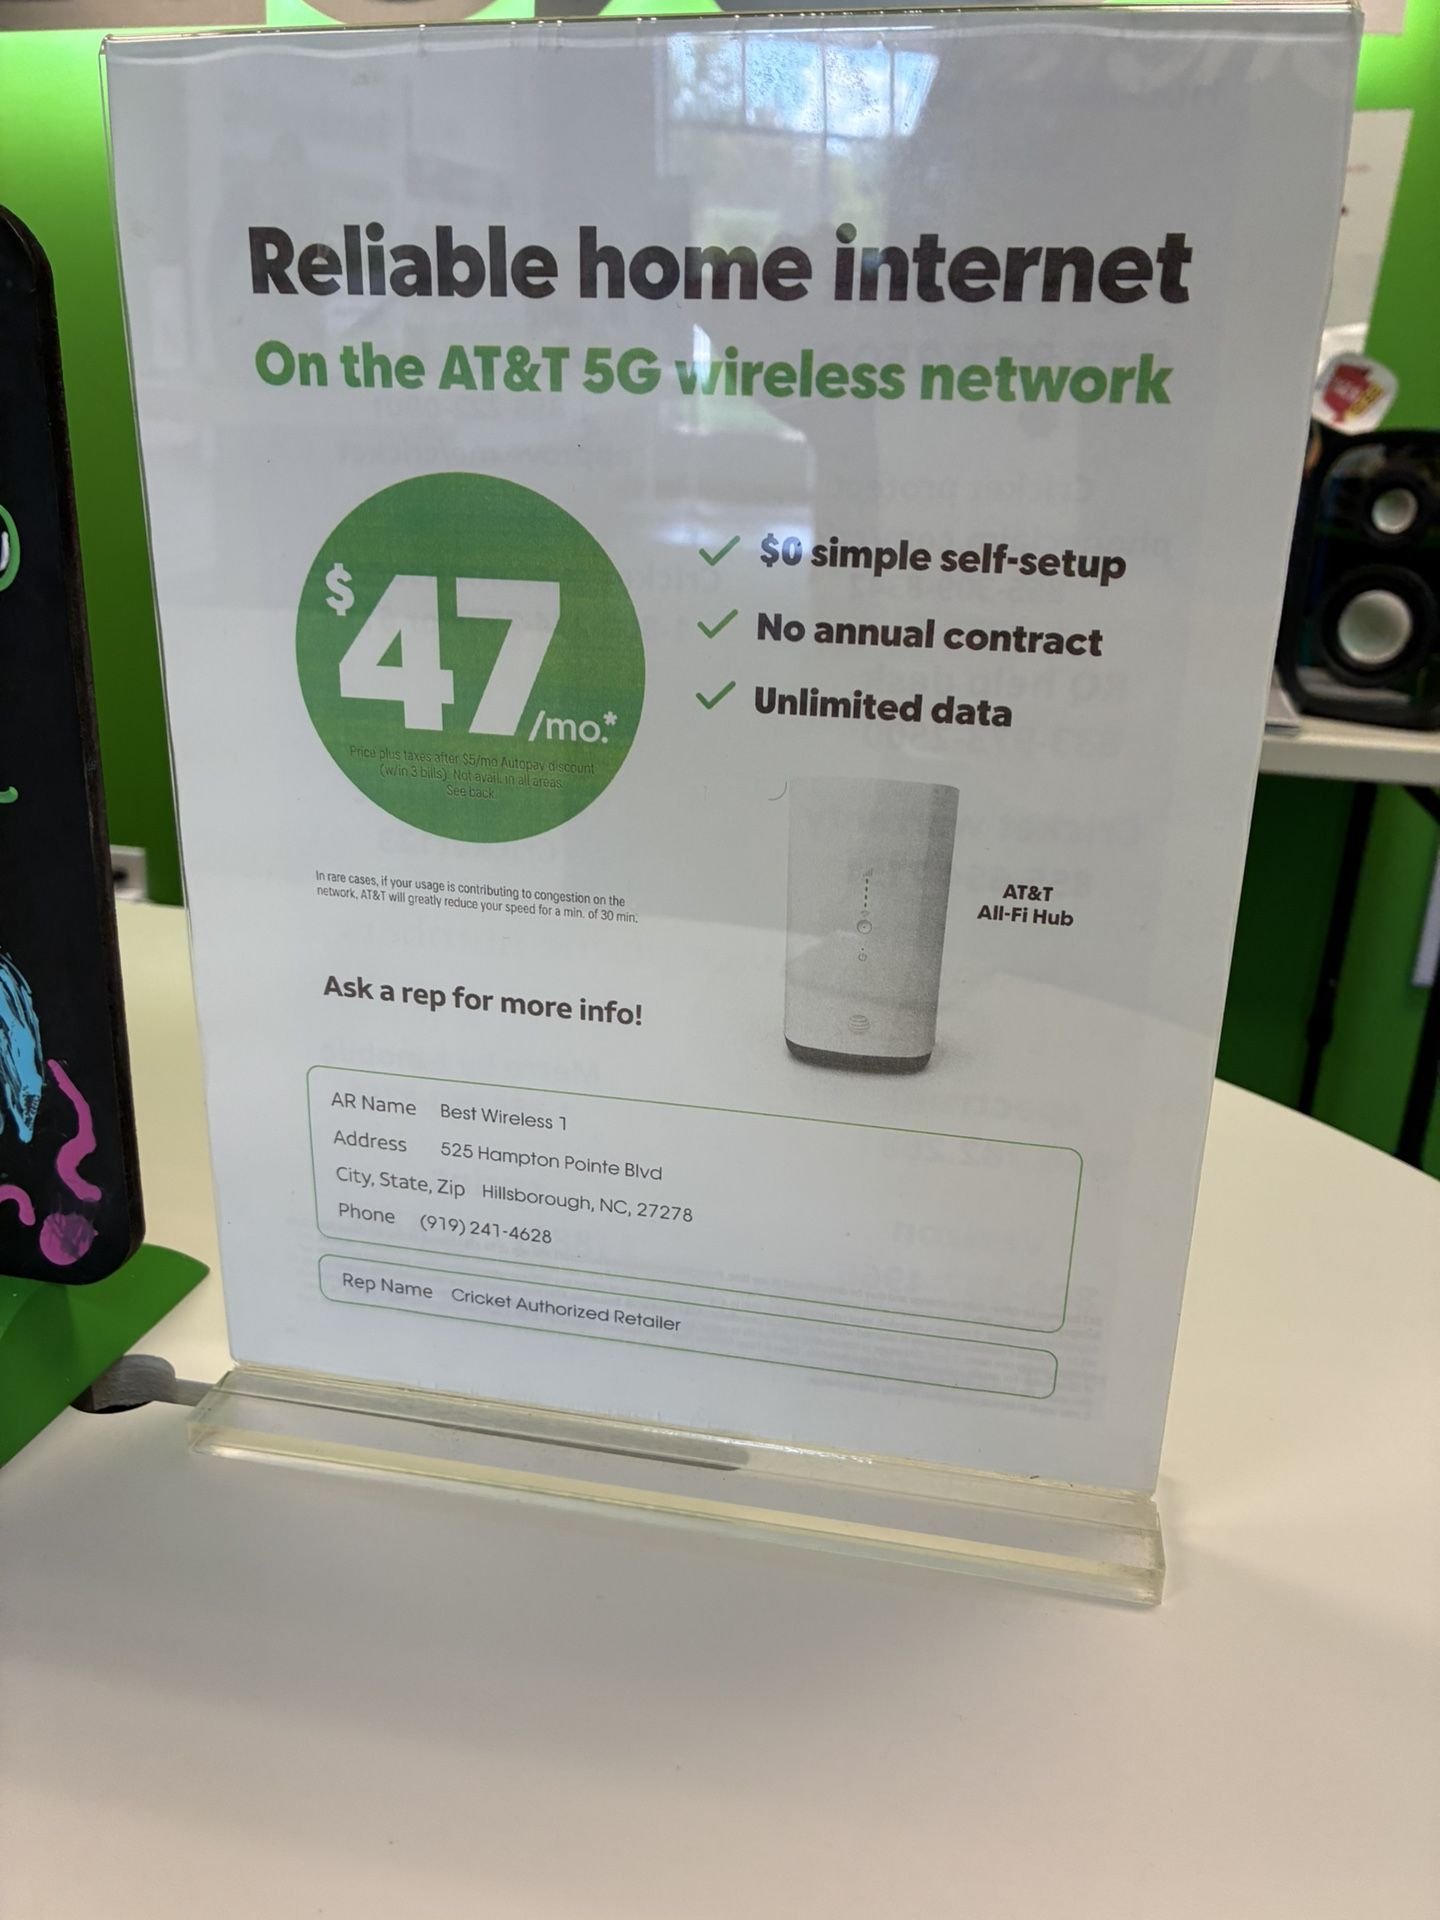 Reliable home internet
On the AT&T 5G wireless network
$47/mo.*
Price plus taxes after $5/mo Autopay discount
(w/in 3 bills). Not avail. in all areas.
See back.
$0 simple self-setup
No annual contract
Unlimited data
In rare cases, if your usage is contributing to congestion on the
network, AT&T will greatly reduce your speed for a min. of 30 min.
AT&T
All-Fi Hub
Ask a rep for more info!
AR Name Best Wireless 1
Address 525 Hampton Pointe Blvd
City, State, Zip Hillsborough, NC, 27278
Phone (919) 241-4628
Rep Name Cricket Authorized Retailer